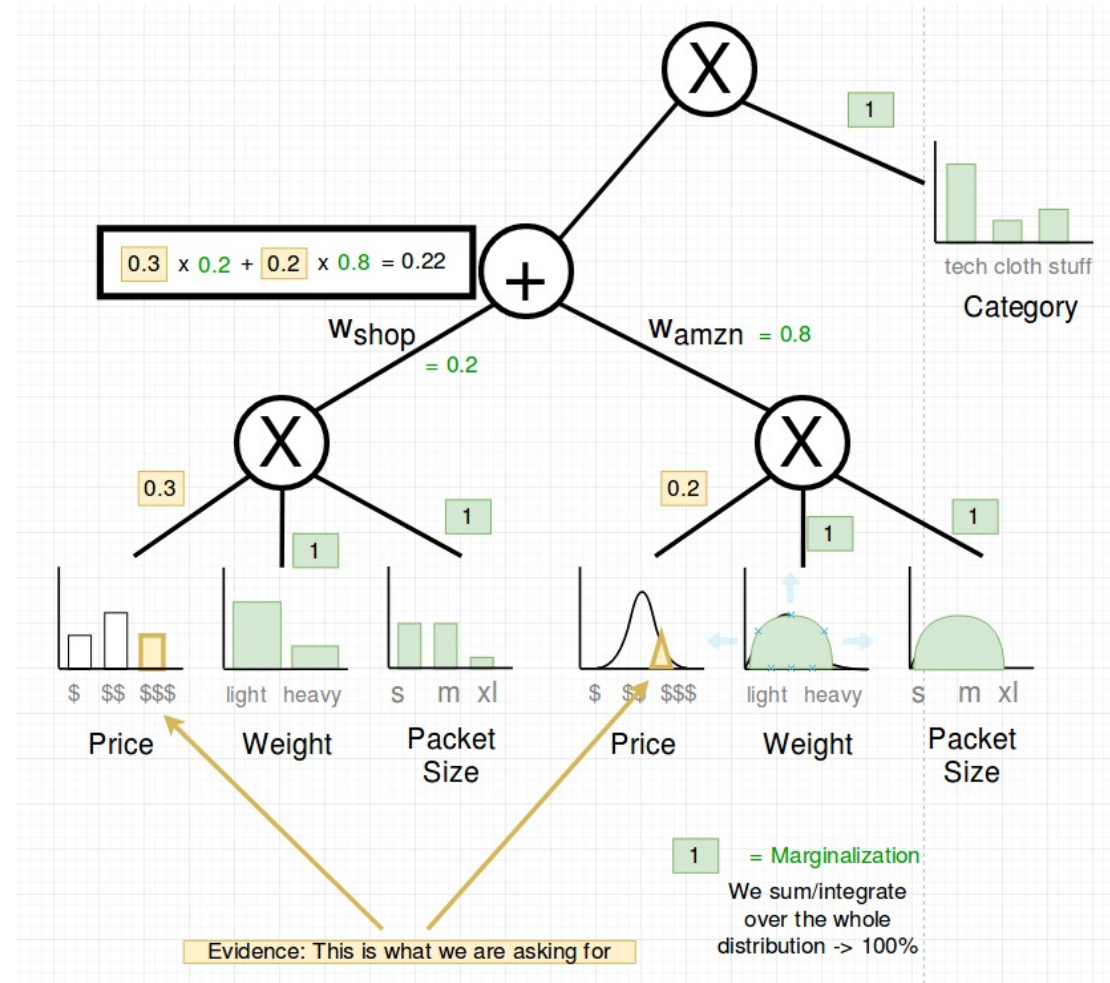 X
1
0.3 x 0.2 + 0.2 x 0.8 = 0.22
+
tech cloth stuff
Category
wshop
= 0.2
wamzn = 0.8
X
X
0.3
1
1
0.2
1
1
$ $$ $$$
light heavy
s m xl
$ $$ $$$
light heavy
s m xl
Price
Weight
Packet
Size
Price
Weight
Packet
Size
1 = Marginalization
We sum/integrate
over the whole
distribution -> 100%
Evidence: This is what we are asking for